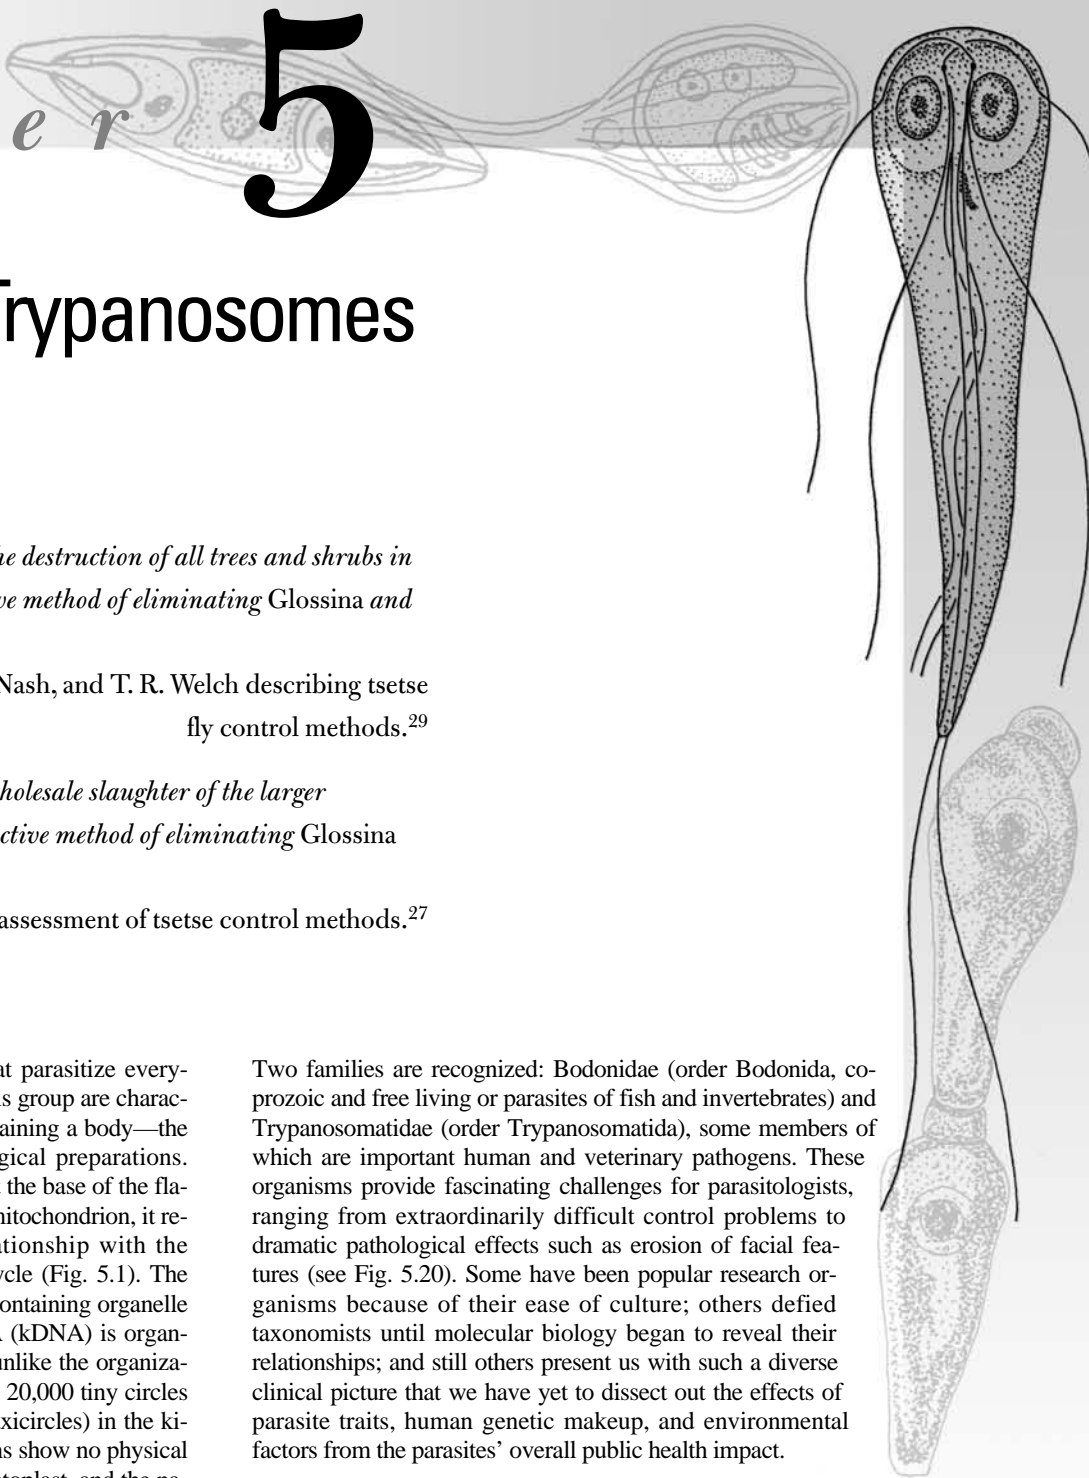 e r 5
Trypanosomes
he destruction of all trees and shrubs in
ve method of eliminating Glossina and
Nash, and T. R. Welch describing tsetse
fly control methods.29
holesale slaughter of the larger
ctive method of eliminating Glossina
assessment of tsetse control methods.27
at parasitize every-
is group are charac-
aining a body—the
gical preparations.
t the base of the fla-
mitochondrion, it re-
ationship with the
ycle (Fig. 5.1). The
containing organelle
A (kDNA) is organ-
unlike the organiza-
20,000 tiny circles
axicircles) in the ki-
ns show no physical
etoplast, and the pa-
Two families are recognized: Bodonidae (order Bodonida, co-
prozoic and free living or parasites of fish and invertebrates) and
Trypanosomatidae (order Trypanosomatida), some members of
which are important human and veterinary pathogens. These
organisms provide fascinating challenges for parasitologists,
ranging from extraordinarily difficult control problems to
dramatic pathological effects such as erosion of facial fea-
tures (see Fig. 5.20). Some have been popular research or-
ganisms because of their ease of culture; others defied
taxonomists until molecular biology began to reveal their
relationships; and still others present us with such a diverse
clinical picture that we have yet to dissect out the effects of
parasite traits, human genetic makeup, and environmental
factors from the parasites’ overall public health impact.